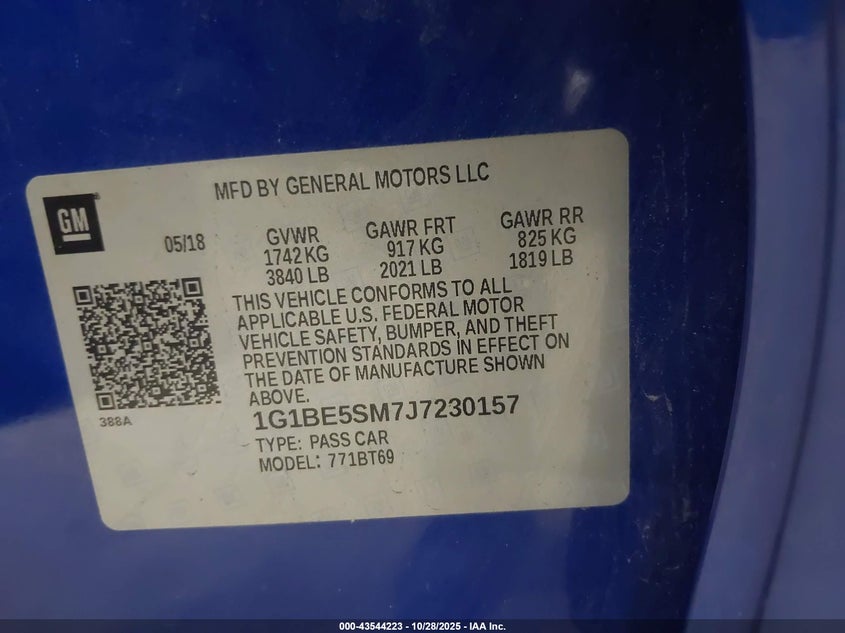 MFD BY GENERAL MOTORS LLC
GM
05/18
GVWR
1742 KG
3840 LB
GAWR FRT
917 KG
2021 LB
GAWR RR
825 KG
1819 LB
THIS VEHICLE CONFORMS TO ALL
APPLICABLE U.S. FEDERAL MOTOR
VEHICLE SAFETY, BUMPER, AND THEFT
PREVENTION STANDARDS IN EFFECT ON
THE DATE OF MANUFACTURE SHOWN
ABOVE.
388A
1G1BE5SM7J7230157
TYPE: PASS CAR
MODEL: 771BT69
000-43544223 - 10/28/2025 - IAA Inc.